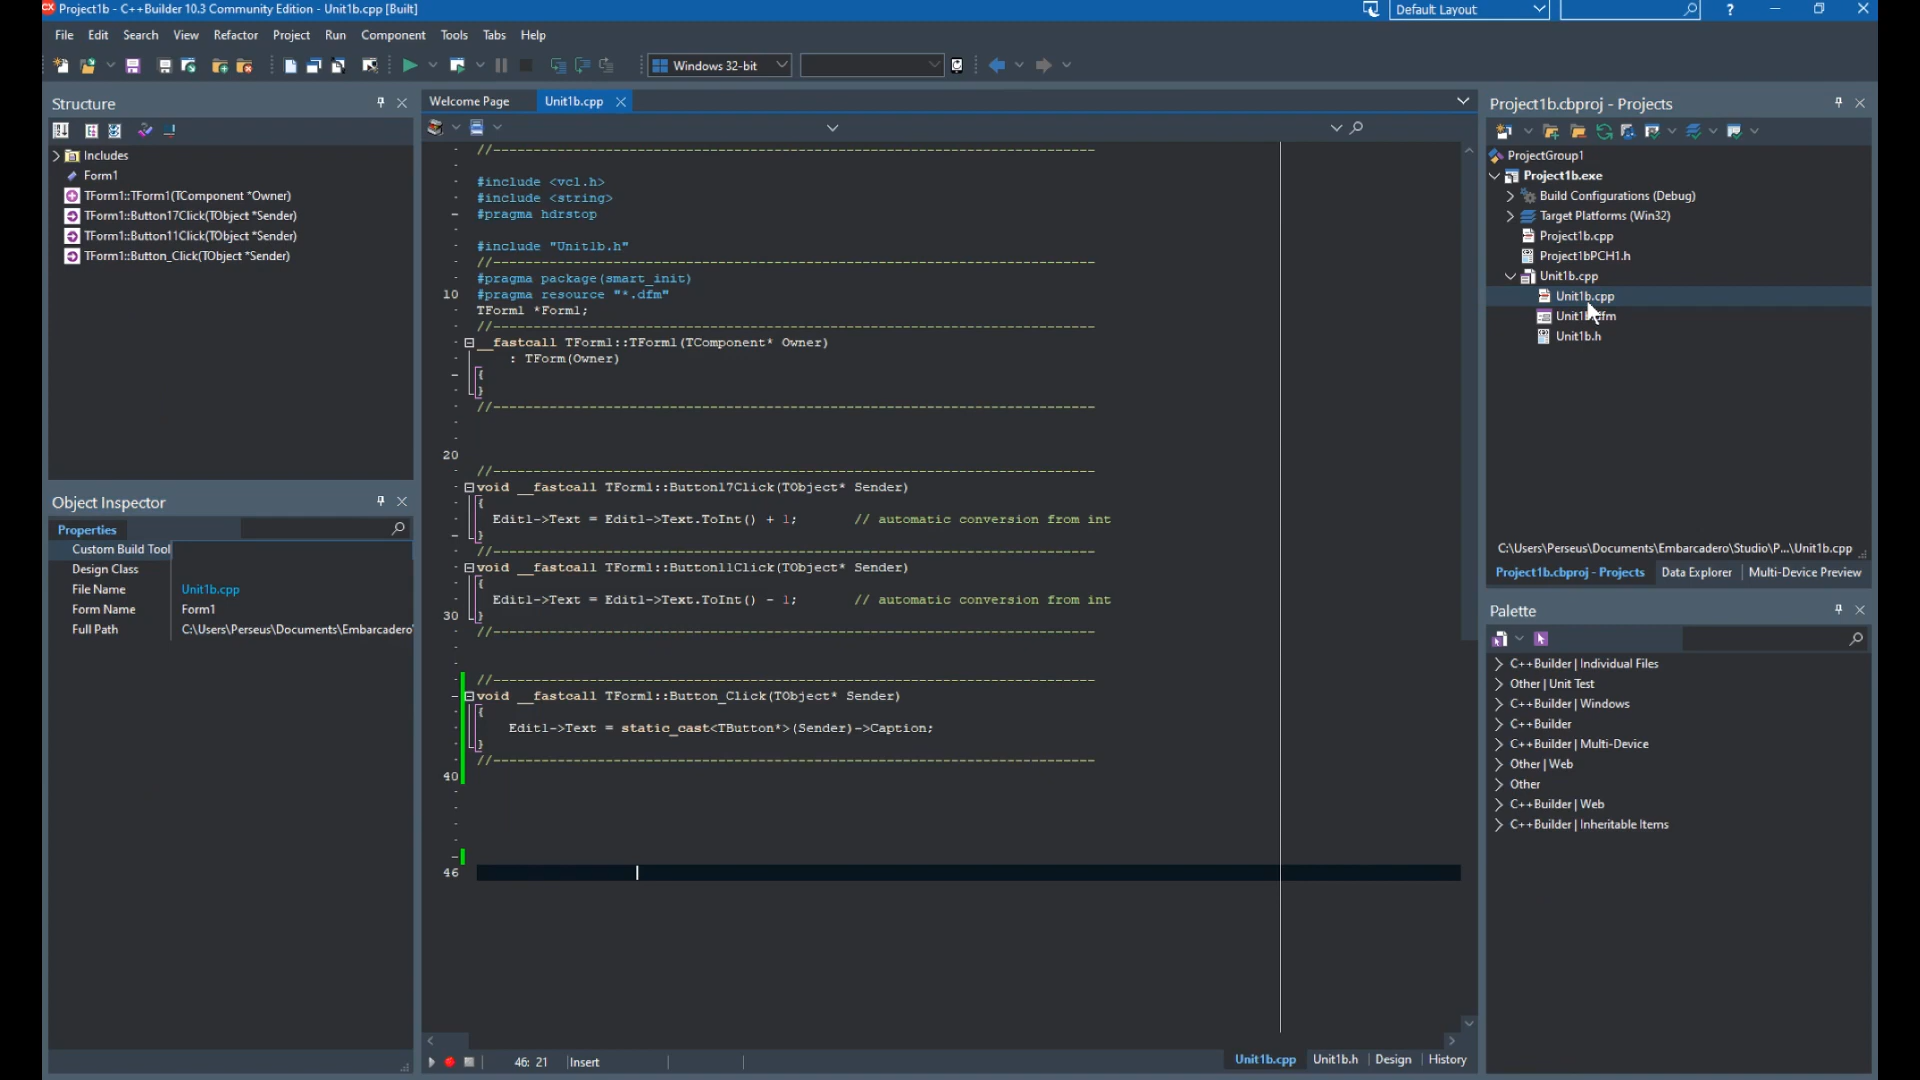 Project1b - C++Builder 10.3 Community Edition - Unit1b.cpp [Built]
Default Layout
File Edit Search View Refactor Project Run Component Tools Tabs Help
Windows 32-bit
Structure
Includes
Form1
TForm1::TForm1(TComponent *Owner)
TForm1::Button17Click(TObject *Sender)
TForm1::Button11Click(TObject *Sender)
TForm1::Button_Click(TObject *Sender)
Object Inspector
Properties
Custom Build Tool
Design Class
File Name Unit1b.cpp
Form Name Form1
Full Path C:\Users\Perseus\Documents\Embarcadero\
Welcome Page Unit1b.cpp
//---------------------------------------------------------------------------
#include <vcl.h>
#include <string>
#pragma hdrstop
#include "Unit1b.h"
//---------------------------------------------------------------------------
#pragma package(smart_init)
10 #pragma resource "*.dfm"
TForm1 *Form1;
//---------------------------------------------------------------------------
__fastcall TForm1::TForm1(TComponent* Owner)
: TForm(Owner)
{
}
//---------------------------------------------------------------------------
20
//---------------------------------------------------------------------------
void __fastcall TForm1::Button17Click(TObject* Sender)
{
Edit1->Text = Edit1->Text.ToInt() + 1; // automatic conversion from int
}
//---------------------------------------------------------------------------
void __fastcall TForm1::Button11Click(TObject* Sender)
{
Edit1->Text = Edit1->Text.ToInt() - 1; // automatic conversion from int
30 }
//---------------------------------------------------------------------------
//---------------------------------------------------------------------------
void __fastcall TForm1::Button_Click(TObject* Sender)
{
Edit1->Text = static_cast<TButton*>(Sender)->Caption;
}
//---------------------------------------------------------------------------
40
46
46: 21 Insert
Unit1b.cpp Unit1b.h Design History
Project1b.cbproj - Projects
ProjectGroup1
Project1b.exe
Build Configurations (Debug)
Target Platforms (Win32)
Project1b.cpp
Project1bPCH1.h
Unit1b.cpp
Unit1b.cpp
Unit1b.dfm
Unit1b.h
C:\Users\Perseus\Documents\Embarcadero\Studio\P...\Unit1b.cpp
Project1b.cbproj - Projects Data Explorer Multi-Device Preview
Palette
C++Builder | Individual Files
Other | Unit Test
C++Builder | Windows
C++Builder
C++Builder | Multi-Device
Other | Web
Other
C++Builder | Web
C++Builder | Inheritable Items